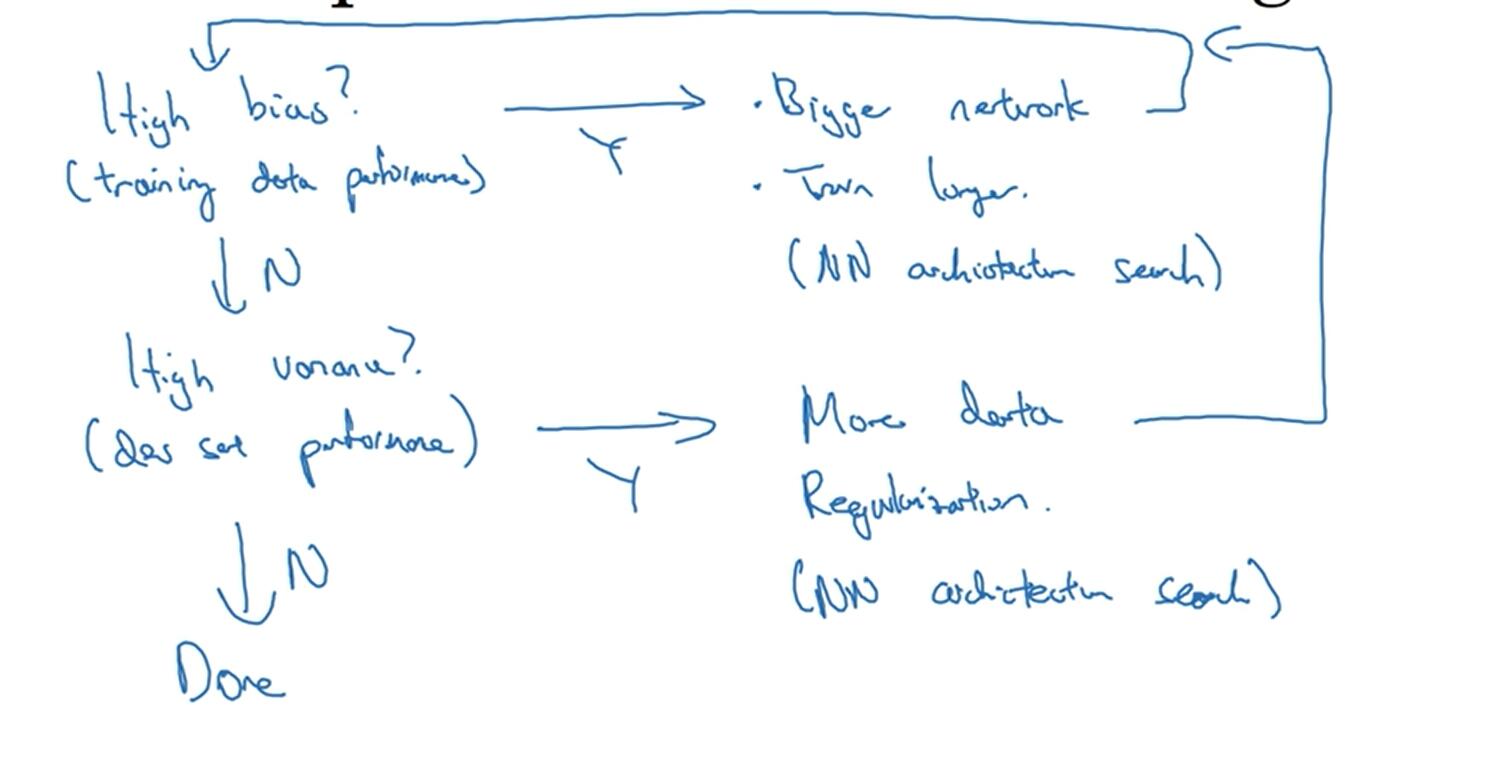 High bias?
(training data performance)
Y
· Bigger network
· Train longer.
(NN architecture search)
N
High variance?
(dev set performance)
Y
More data
Regularization.
(NN architecture search)
N
Done